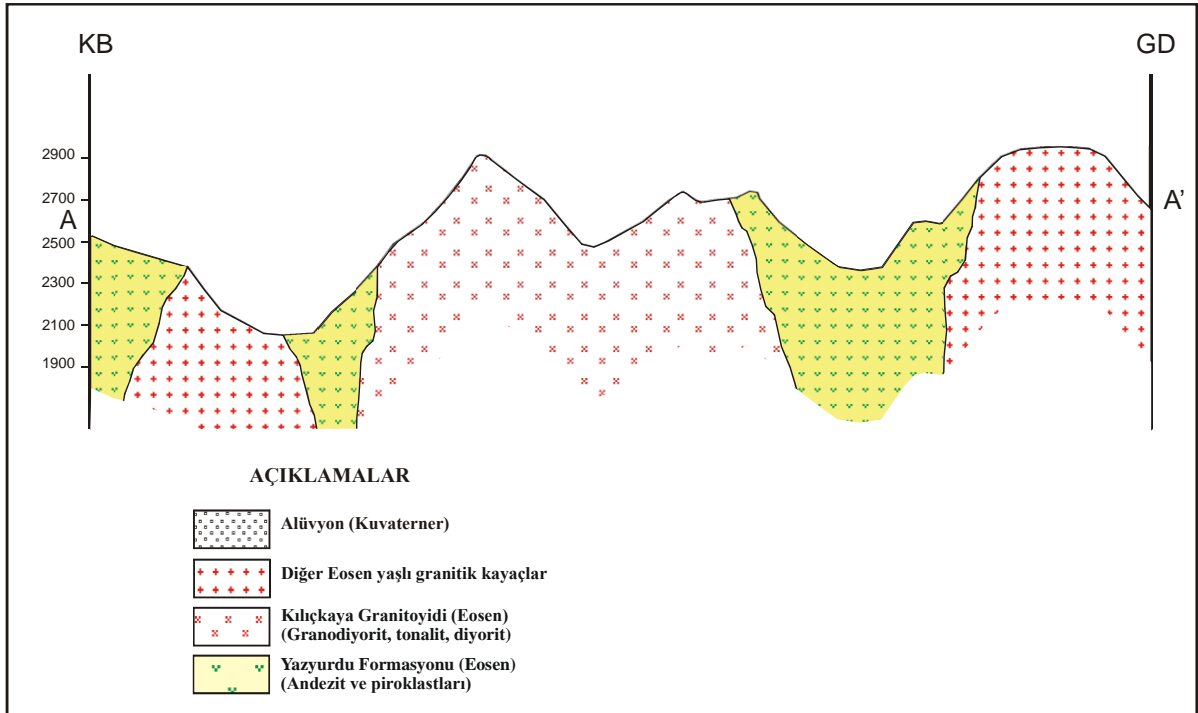 KB
GD
2900
2700
A
A'
2500
2300
2100
1900
AÇIKLAMALAR
Alüvyon (Kuvaterner)
Diğer Eosen yaşlı granitik kayaçlar
Kılıçkaya Granitoyidi (Eosen)
(Granodiyorit, tonalit, diyorit)
Yazyurdu Formasyonu (Eosen)
(Andezit ve piroklastları)